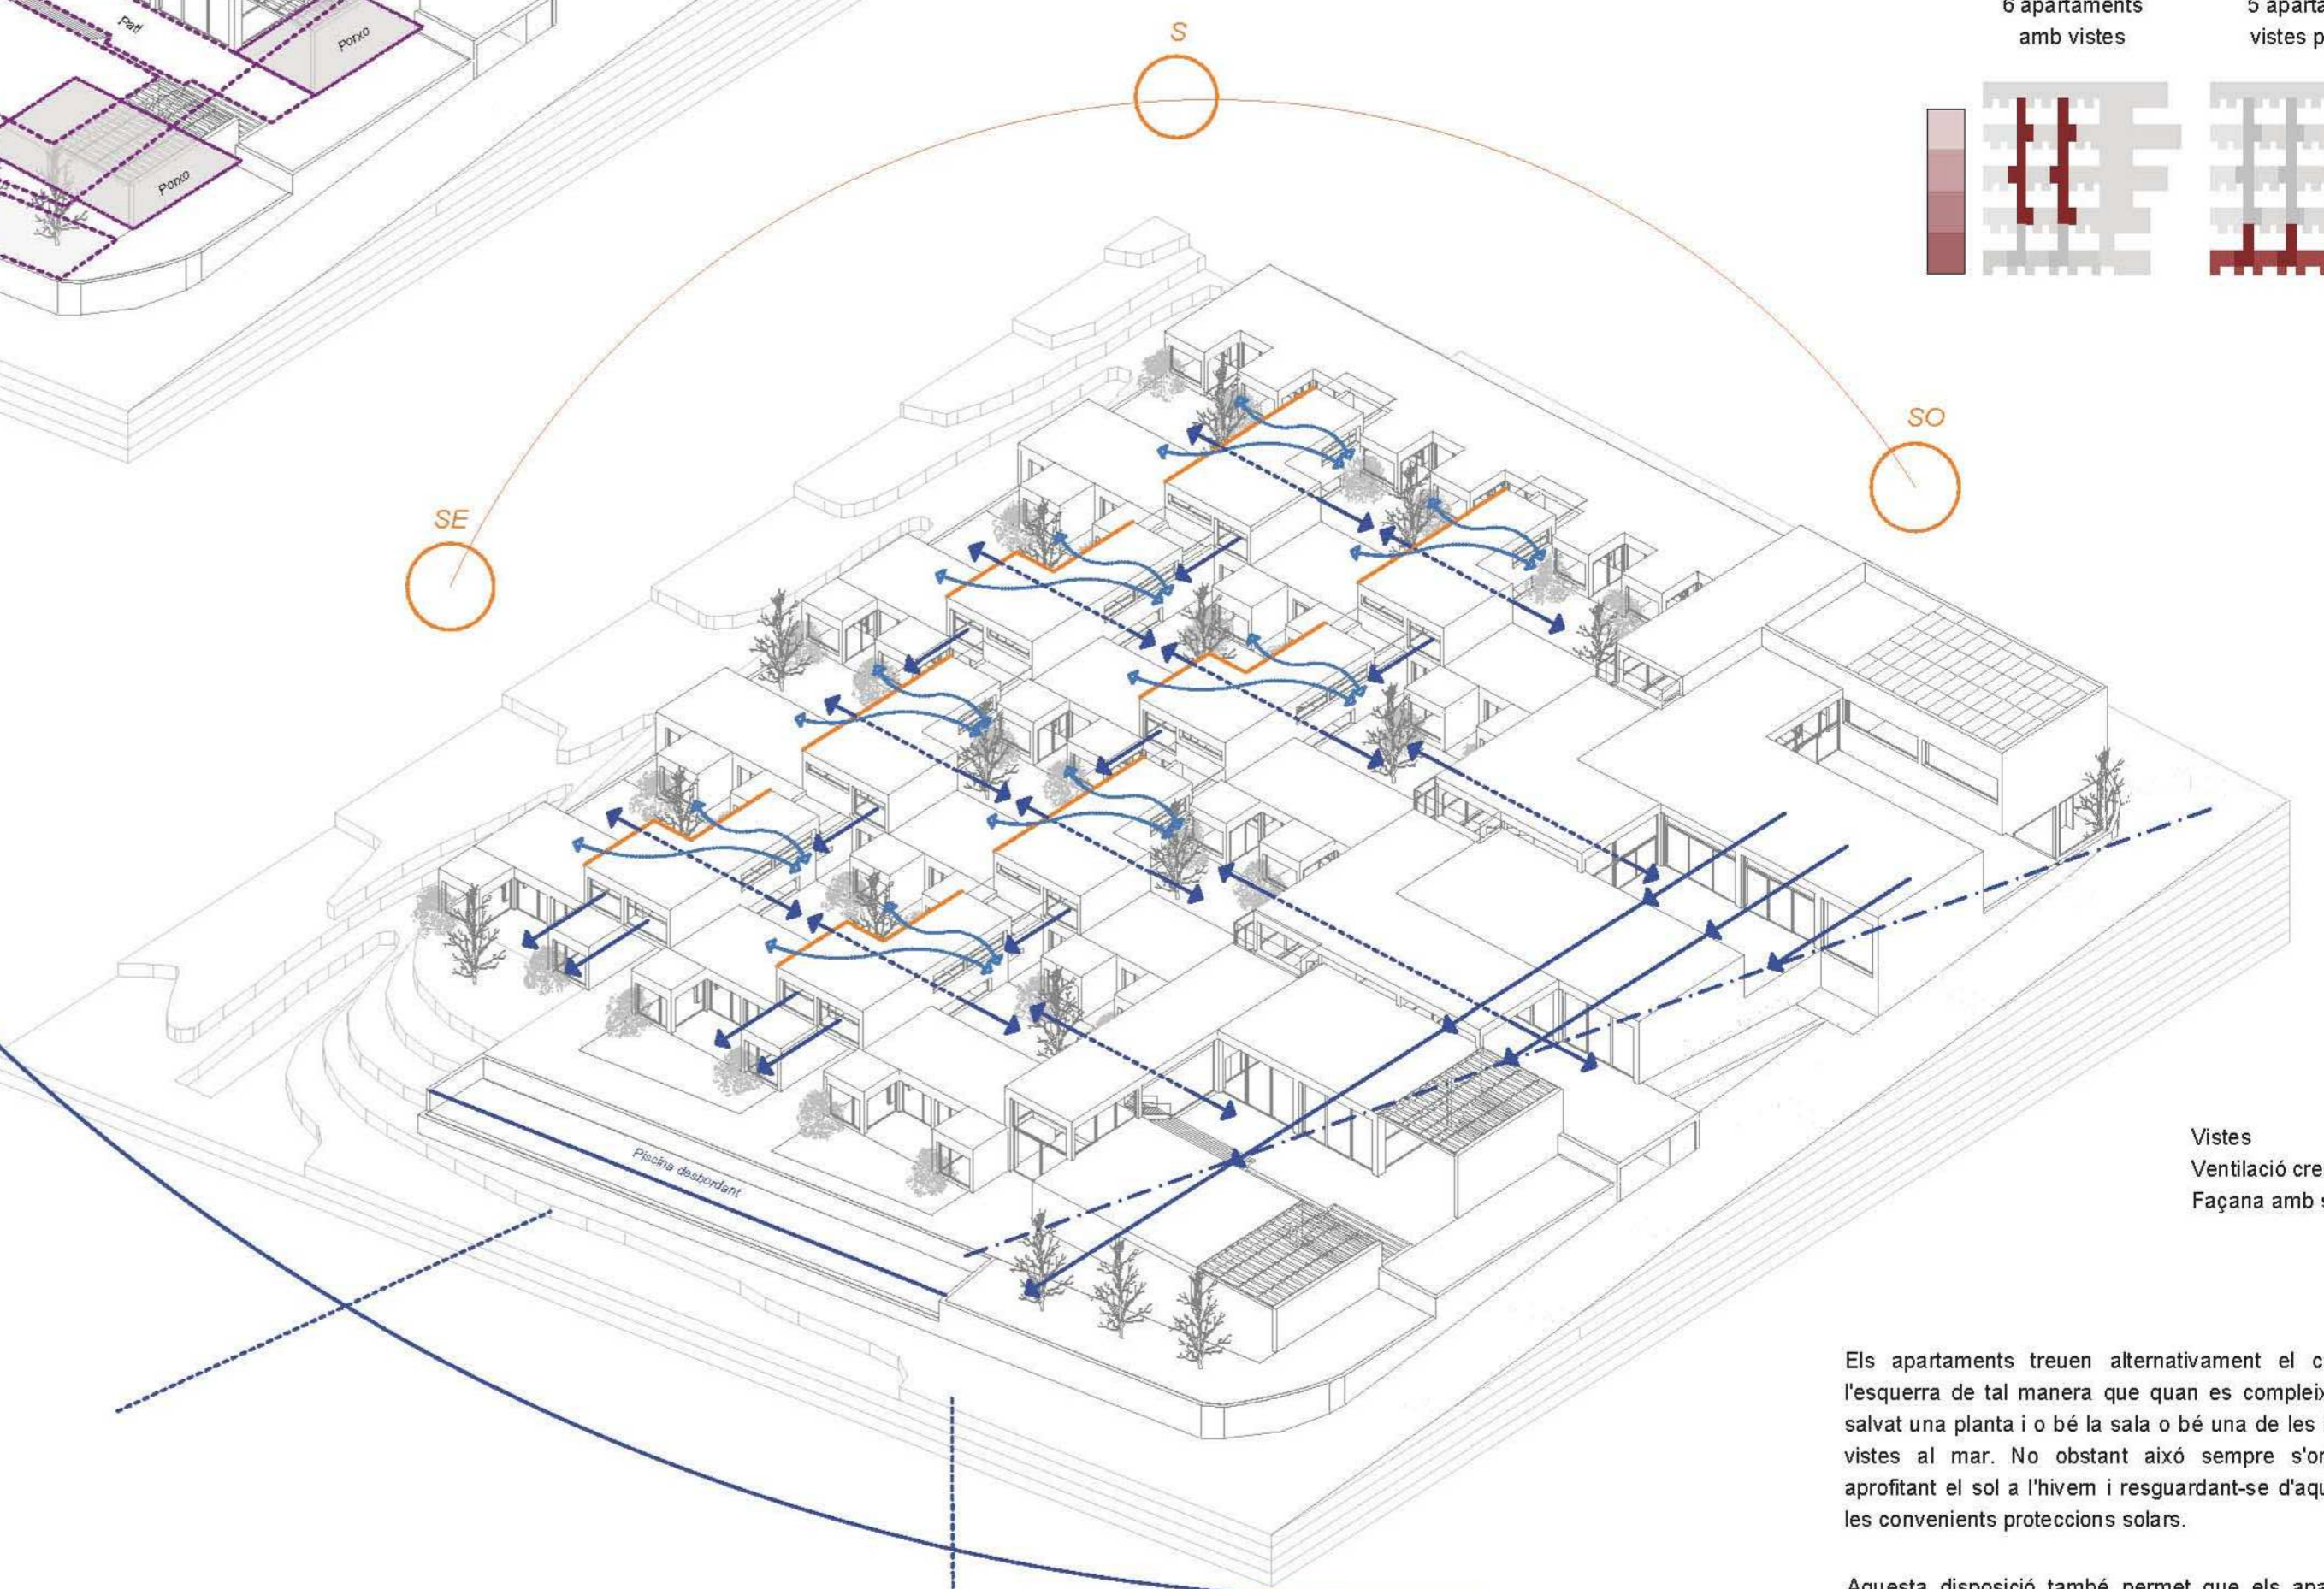 Pati
Porxo
Porxo
S
SE
SO
6 apartaments
amb vistes
5 aparta
vistes p
Piscina desbordant
Vistes
Ventilació cre
Façana amb s
Els apartaments treuen alternativament el c
l'esquerra de tal manera que quan es compleix
salvat una planta i o bé la sala o bé una de les
vistes al mar. No obstant aixó sempre s'or
aprofitant el sol a l'hivern i resguardant-se d'aqu
les convenients proteccions solars.
Aquesta disposició també permet que els apa